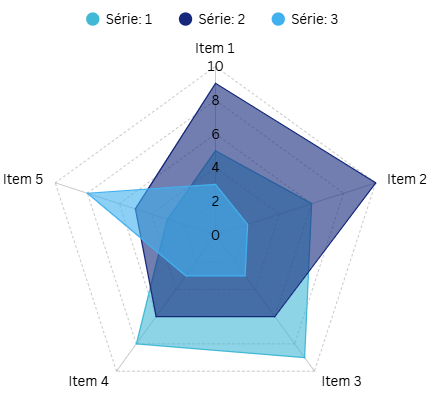 Série: 1 Série: 2 Série: 3
Item 1
10
8
6
4
Item 5
Item 2
2
0
Item 4
Item 3